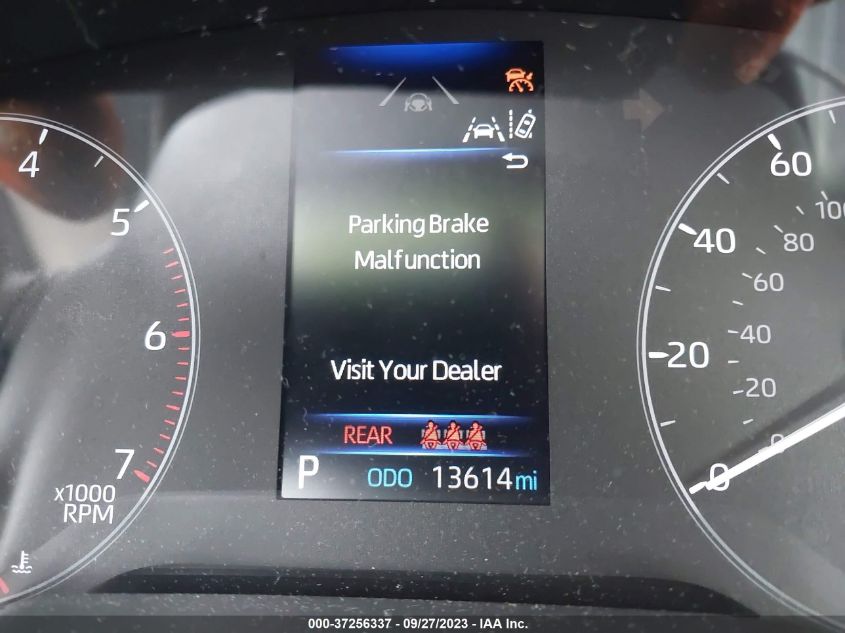 4
5
6
7
x1000
RPM
Parking Brake
Malfunction
Visit Your Dealer
REAR
P ODO 13614 mi
60
40
20
0
100
80
60
40
20
0
000-37256337 - 09/27/2023 - IAA Inc.